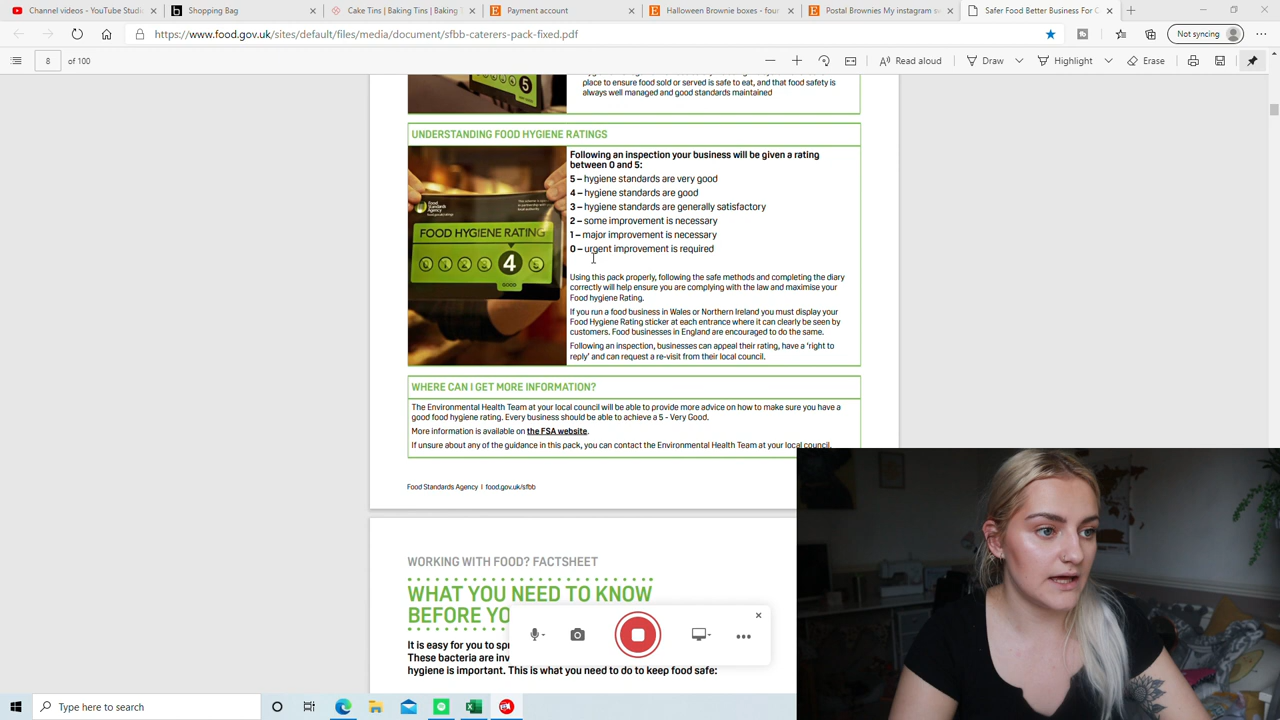 Channel videos - YouTube Studi
Shopping Bag
Cake Tins | Baking Tins | Baking T
Payment account
Halloween Brownie boxes - four
Postal Brownies My instagram
Safer Food Better Business For C
https://www.food.gov.uk/sites/default/files/media/document/sfbb-caterers-pack-fixed.pdf
Not syncing
8 of 100
Read aloud
Draw
Highlight
Erase
place to ensure food sold or served is safe to eat, and that food safety is
always well managed and good standards maintained
5
UNDERSTANDING FOOD HYGIENE RATINGS
Following an inspection your business will be given a rating
between 0 and 5:
5 – hygiene standards are very good
4 – hygiene standards are good
3 – hygiene standards are generally satisfactory
2 – some improvement is necessary
1 – major improvement is necessary
0 – urgent improvement is required
Food
Standards
Agency
FOOD HYGIENE RATING
0 1 2 3 4 5
GOOD
Using this pack properly, following the safe methods and completing the diary
correctly will help ensure you are complying with the law and maximise your
Food hygiene Rating.
If you run a food business in Wales or Northern Ireland you must display your
Food Hygiene Rating sticker at each entrance where it can clearly be seen by
customers. Food businesses in England are encouraged to do the same.
Following an inspection, businesses can appeal their rating, have a ‘right to
reply’ and can request a re-visit from their local council.
WHERE CAN I GET MORE INFORMATION?
The Environmental Health Team at your local council will be able to provide more advice on how to make sure you have a
good food hygiene rating. Every business should be able to achieve a 5 - Very Good.
More information is available on the FSA website.
If unsure about any of the guidance in this pack, you can contact the Environmental Health Team at your local council.
Food Standards Agency | food.gov.uk/sfbb
WORKING WITH FOOD? FACTSHEET
WHAT YOU NEED TO KNOW
BEFORE YO
It is easy for you to spr
These bacteria are inv
hygiene is important. This is what you need to do to keep food safe:
Type here to search